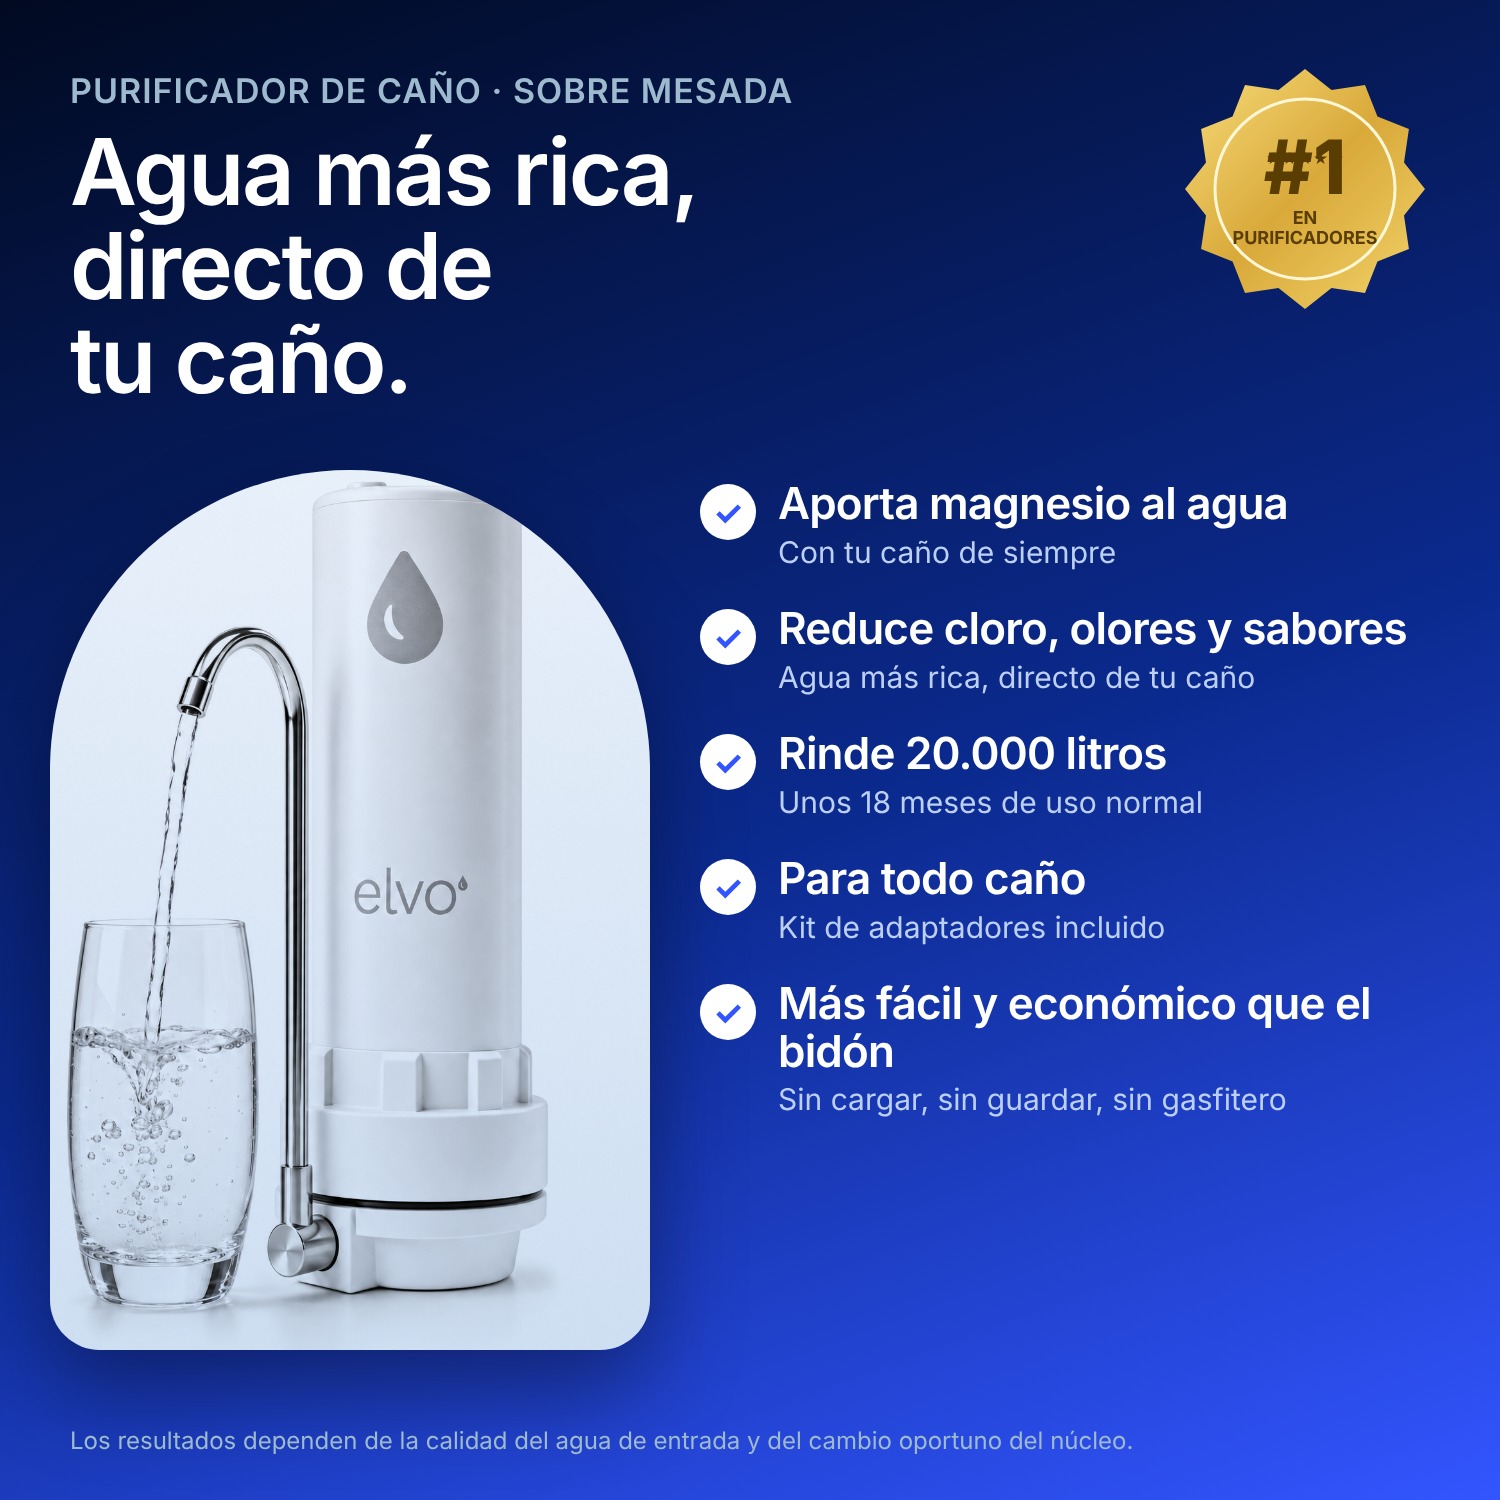 PURIFICADOR DE CAÑO · SOBRE MESADA
Agua más rica,
directo de
tu caño.
#1
EN
PURIFICADORES
elvo
Aporta magnesio al agua
Con tu caño de siempre
Reduce cloro, olores y sabores
Agua más rica, directo de tu caño
Rinde 20.000 litros
Unos 18 meses de uso normal
Para todo caño
Kit de adaptadores incluido
Más fácil y económico que el
bidón
Sin cargar, sin guardar, sin gasfitero
Los resultados dependen de la calidad del agua de entrada y del cambio oportuno del núcleo.